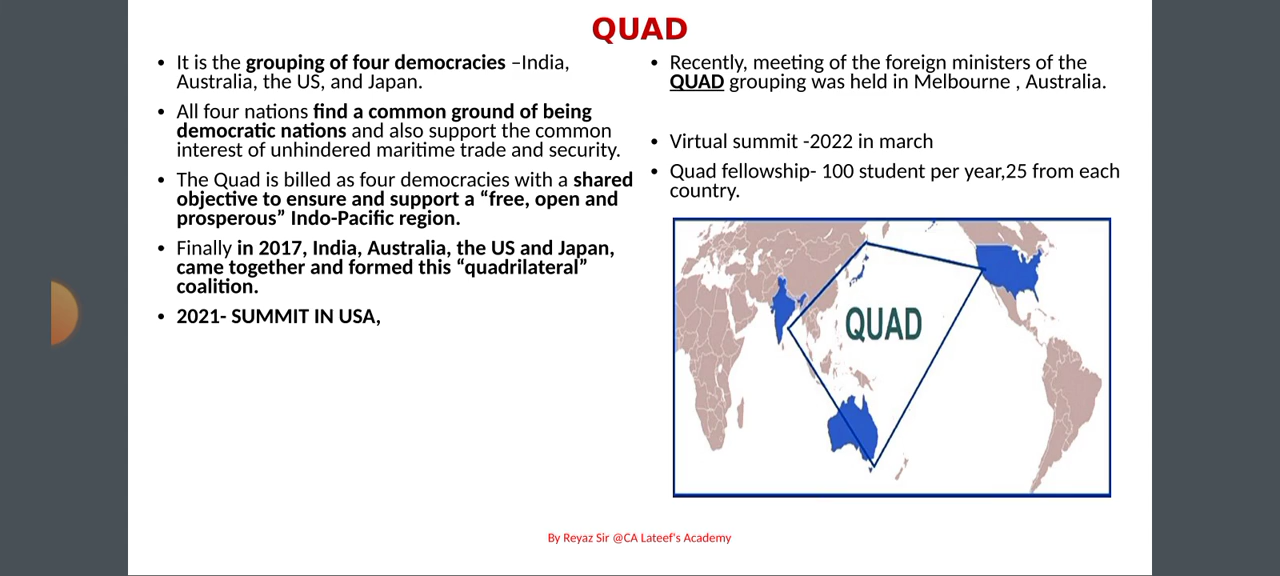 QUAD
• It is the grouping of four democracies –India,
Australia, the US, and Japan.
• All four nations find a common ground of being
democratic nations and also support the common
interest of unhindered maritime trade and security.
• The Quad is billed as four democracies with a shared
objective to ensure and support a “free, open and
prosperous” Indo-Pacific region.
• Finally in 2017, India, Australia, the US and Japan,
came together and formed this “quadrilateral”
coalition.
• 2021- SUMMIT IN USA,
• Recently, meeting of the foreign ministers of the
QUAD grouping was held in Melbourne , Australia.
• Virtual summit -2022 in march
• Quad fellowship- 100 student per year,25 from each
country.
QUAD
By Reyaz Sir @CA Lateef's Academy